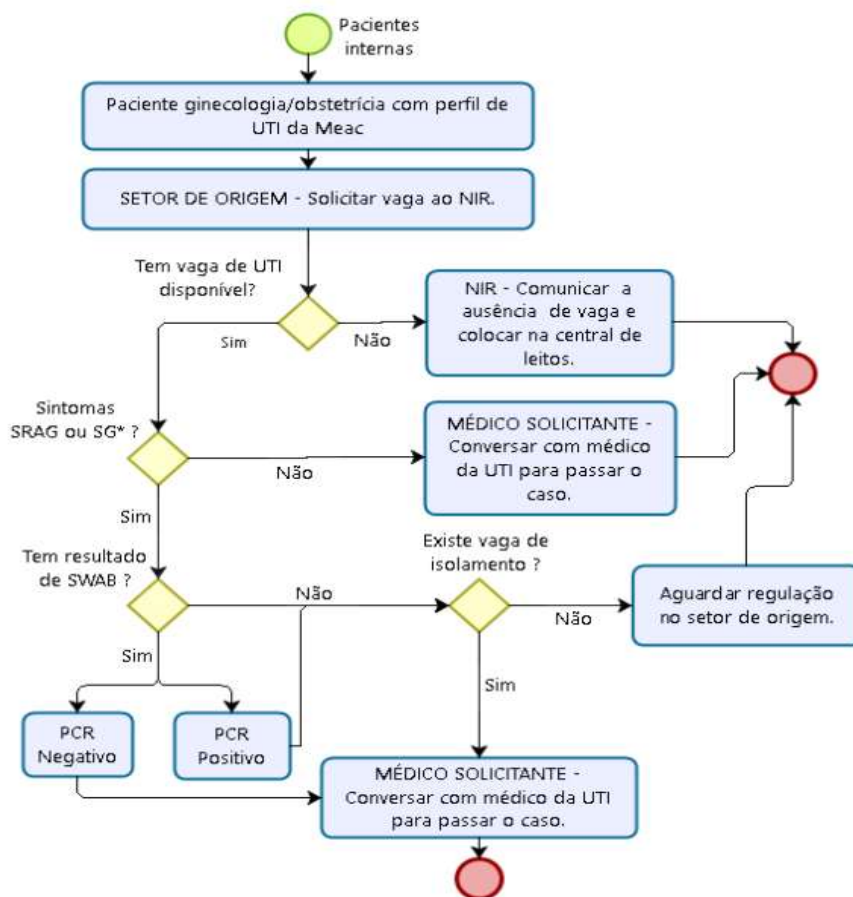 Pacientes
internas
Paciente ginecologia/obstetrícia com perfil de
UTI da Meac
SETOR DE ORIGEM - Solicitar vaga ao NIR.
Tem vaga de UTI
disponível?
Sim
Não
NIR - Comunicar a
ausência de vaga e
colocar na central de
leitos.
Sintomas
SRAG ou SG* ?
Não
MÉDICO SOLICITANTE -
Conversar com médico
da UTI para passar o
caso.
Sim
Tem resultado
de SWAB ?
Não
Existe vaga de
isolamento ?
Não
Aguardar regulação
no setor de origem.
Sim
Sim
PCR
Negativo
PCR
Positivo
MÉDICO SOLICITANTE -
Conversar com médico da UTI
para passar o caso.